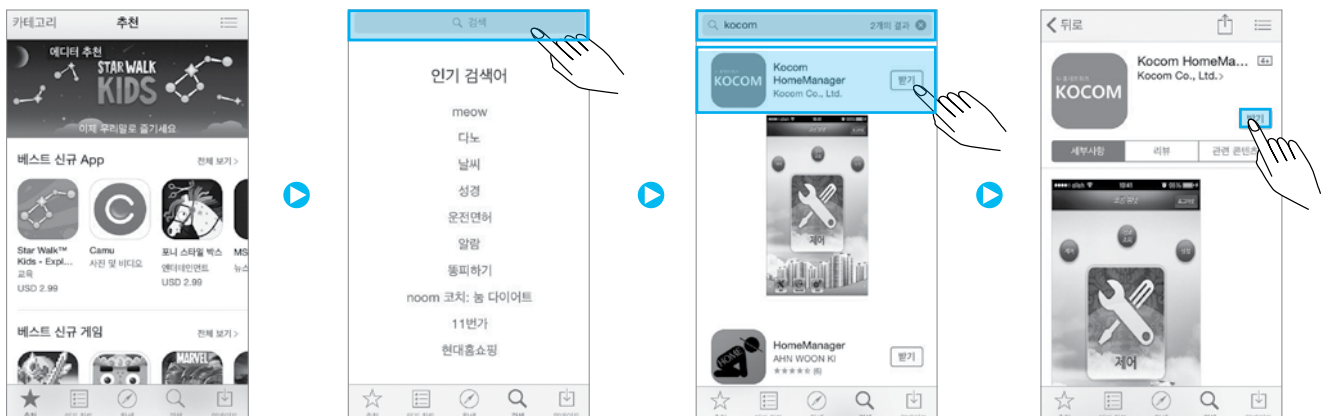 카테고리
추천
에디터 추천
STAR WALK
KIDS
이제 우리말로 즐기세요
베스트 신규 App
전체 보기 >
Star Walk™
Kids - Expl...
교육
USD 2.99
Camu
사진 및 비디오
포니 스타일 박스
엔터테인먼트
USD 2.99
MS
뉴스
베스트 신규 게임
전체 보기 >
MARVEL
검색
인기 검색어
meow
다노
날씨
성경
운전면허
알람
똥피하기
noom 코치: 눔 다이어트
11번가
현대홈쇼핑
kocom
2개의 결과
KOCOM
Kocom
HomeManager
Kocom Co., Ltd.
받기
제어
HOME
HomeManager
AHN WOON KI
★★★★★ (6)
받기
뒤로
KOCOM
Kocom HomeMa...
4+
Kocom Co., Ltd. >
받기
세부사항
리뷰
관련 콘텐츠
제어